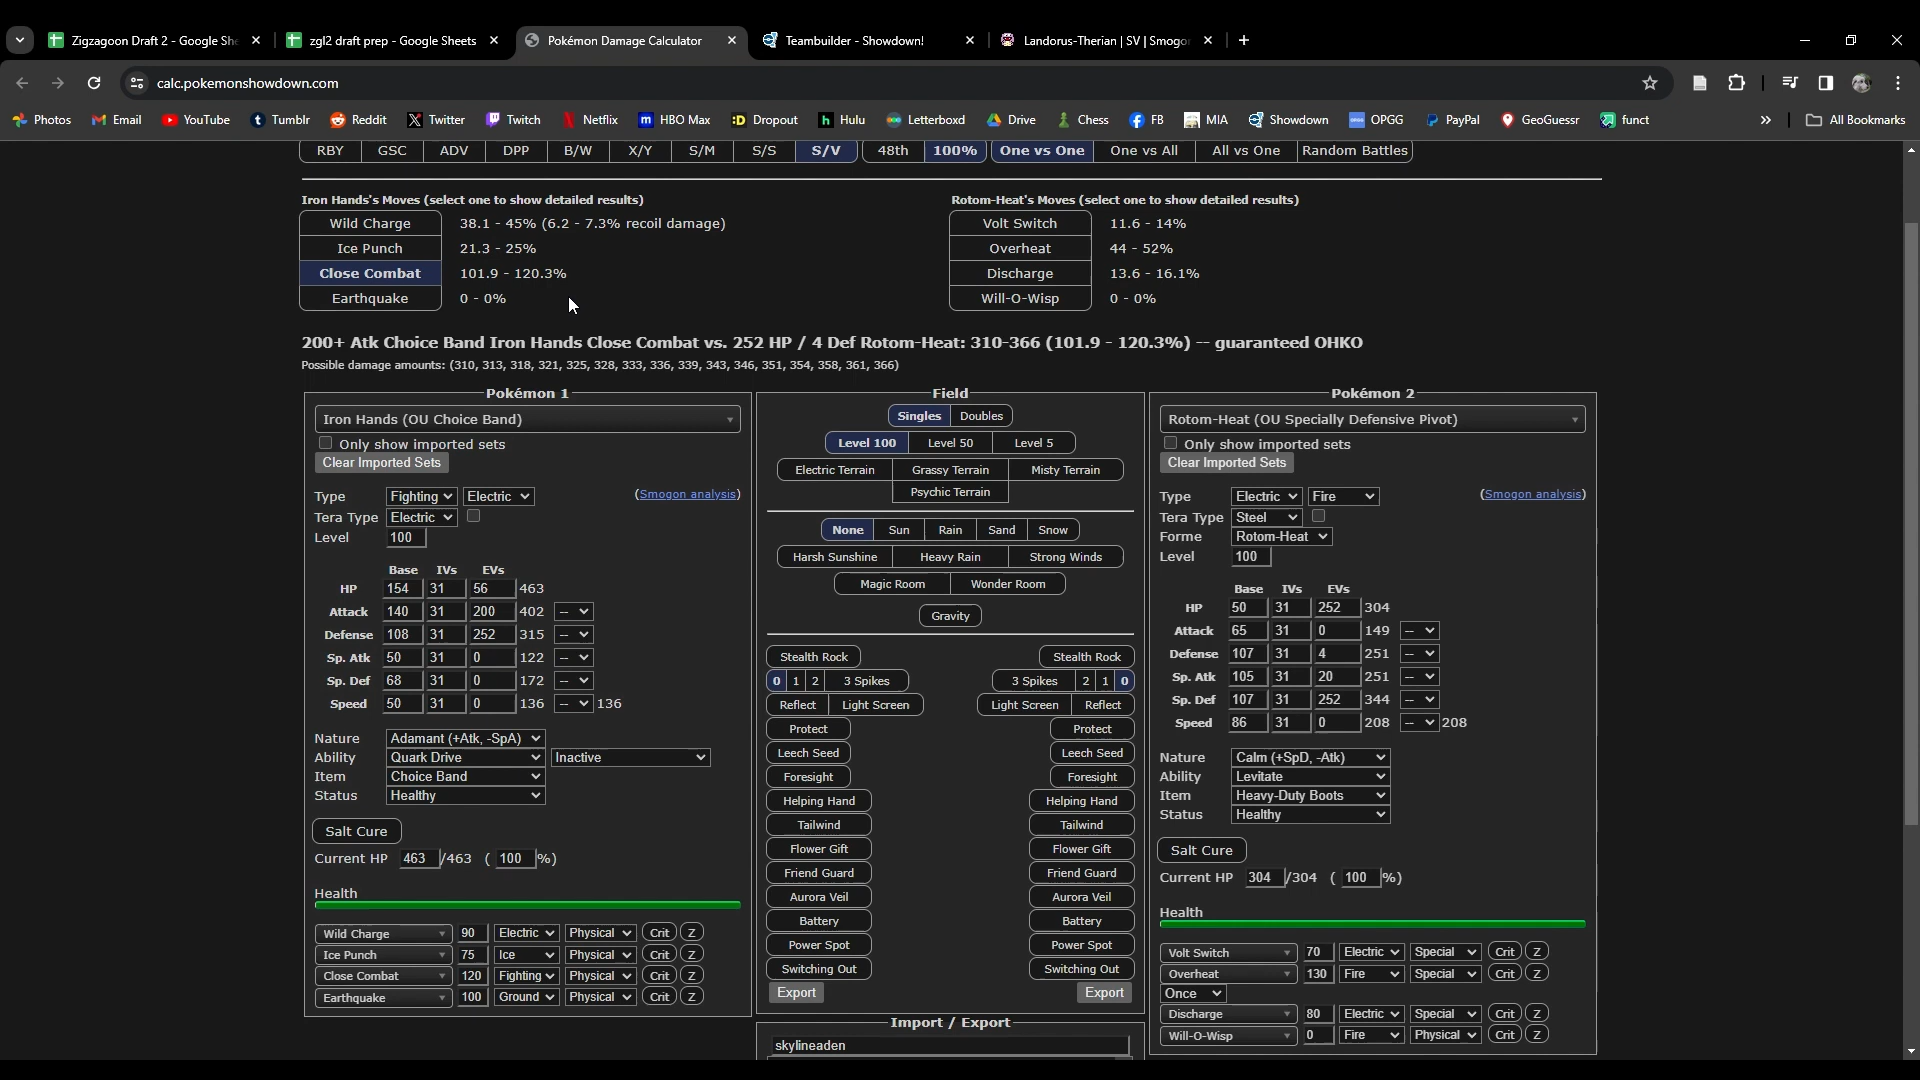 Zigzagoon Draft 2 - Google She
zgl2 draft prep - Google Sheets
Pokémon Damage Calculator
Teambuilder - Showdown!
Landorus-Therian | SV | Smogo
calc.pokemonshowdown.com
Photos Email YouTube Tumblr Reddit Twitter Twitch Netflix HBO Max Dropout Hulu Letterboxd Drive Chess FB MIA Showdown OPGG PayPal GeoGuessr funct » All Bookmarks
RBY GSC ADV DPP B/W X/Y S/M S/S S/V 48th 100% One vs One One vs All All vs One Random Battles
Iron Hands's Moves (select one to show detailed results)
Wild Charge 38.1 - 45% (6.2 - 7.3% recoil damage)
Ice Punch 21.3 - 25%
Close Combat 101.9 - 120.3%
Earthquake 0 - 0%
Rotom-Heat's Moves (select one to show detailed results)
Volt Switch 11.6 - 14%
Overheat 44 - 52%
Discharge 13.6 - 16.1%
Will-O-Wisp 0 - 0%
200+ Atk Choice Band Iron Hands Close Combat vs. 252 HP / 4 Def Rotom-Heat: 310-366 (101.9 - 120.3%) -- guaranteed OHKO
Possible damage amounts: (310, 313, 318, 321, 325, 328, 333, 336, 339, 343, 346, 351, 354, 358, 361, 366)
Pokémon 1
Iron Hands (OU Choice Band)
Only show imported sets
Clear Imported Sets
Type Fighting Electric (Smogon analysis)
Tera Type Electric
Level 100
Base IVs EVs
HP 154 31 56 463
Attack 140 31 200 402 --
Defense 108 31 252 315 --
Sp. Atk 50 31 0 122 --
Sp. Def 68 31 0 172 --
Speed 50 31 0 136 -- 136
Nature Adamant (+Atk, -SpA)
Ability Quark Drive Inactive
Item Choice Band
Status Healthy
Salt Cure
Current HP 463 /463 ( 100 %)
Health
Wild Charge 90 Electric Physical Crit Z
Ice Punch 75 Ice Physical Crit Z
Close Combat 120 Fighting Physical Crit Z
Earthquake 100 Ground Physical Crit Z
Field
Singles Doubles
Level 100 Level 50 Level 5
Electric Terrain Grassy Terrain Misty Terrain
Psychic Terrain
None Sun Rain Sand Snow
Harsh Sunshine Heavy Rain Strong Winds
Magic Room Wonder Room
Gravity
Stealth Rock Stealth Rock
0 1 2 3 Spikes 3 Spikes 2 1 0
Reflect Light Screen Light Screen Reflect
Protect Protect
Leech Seed Leech Seed
Foresight Foresight
Helping Hand Helping Hand
Tailwind Tailwind
Flower Gift Flower Gift
Friend Guard Friend Guard
Aurora Veil Aurora Veil
Battery Battery
Power Spot Power Spot
Switching Out Switching Out
Export Export
Import / Export
skylineaden
Pokémon 2
Rotom-Heat (OU Specially Defensive Pivot)
Only show imported sets
Clear Imported Sets
Type Electric Fire (Smogon analysis)
Tera Type Steel
Forme Rotom-Heat
Level 100
Base IVs EVs
HP 50 31 252 304
Attack 65 31 0 149 --
Defense 107 31 4 251 --
Sp. Atk 105 31 20 251 --
Sp. Def 107 31 252 344 --
Speed 86 31 0 208 -- 208
Nature Calm (+SpD, -Atk)
Ability Levitate
Item Heavy-Duty Boots
Status Healthy
Salt Cure
Current HP 304 /304 ( 100 %)
Health
Volt Switch 70 Electric Special Crit Z
Overheat 130 Fire Special Crit Z
Once
Discharge 80 Electric Special Crit Z
Will-O-Wisp 0 Fire Physical Crit Z